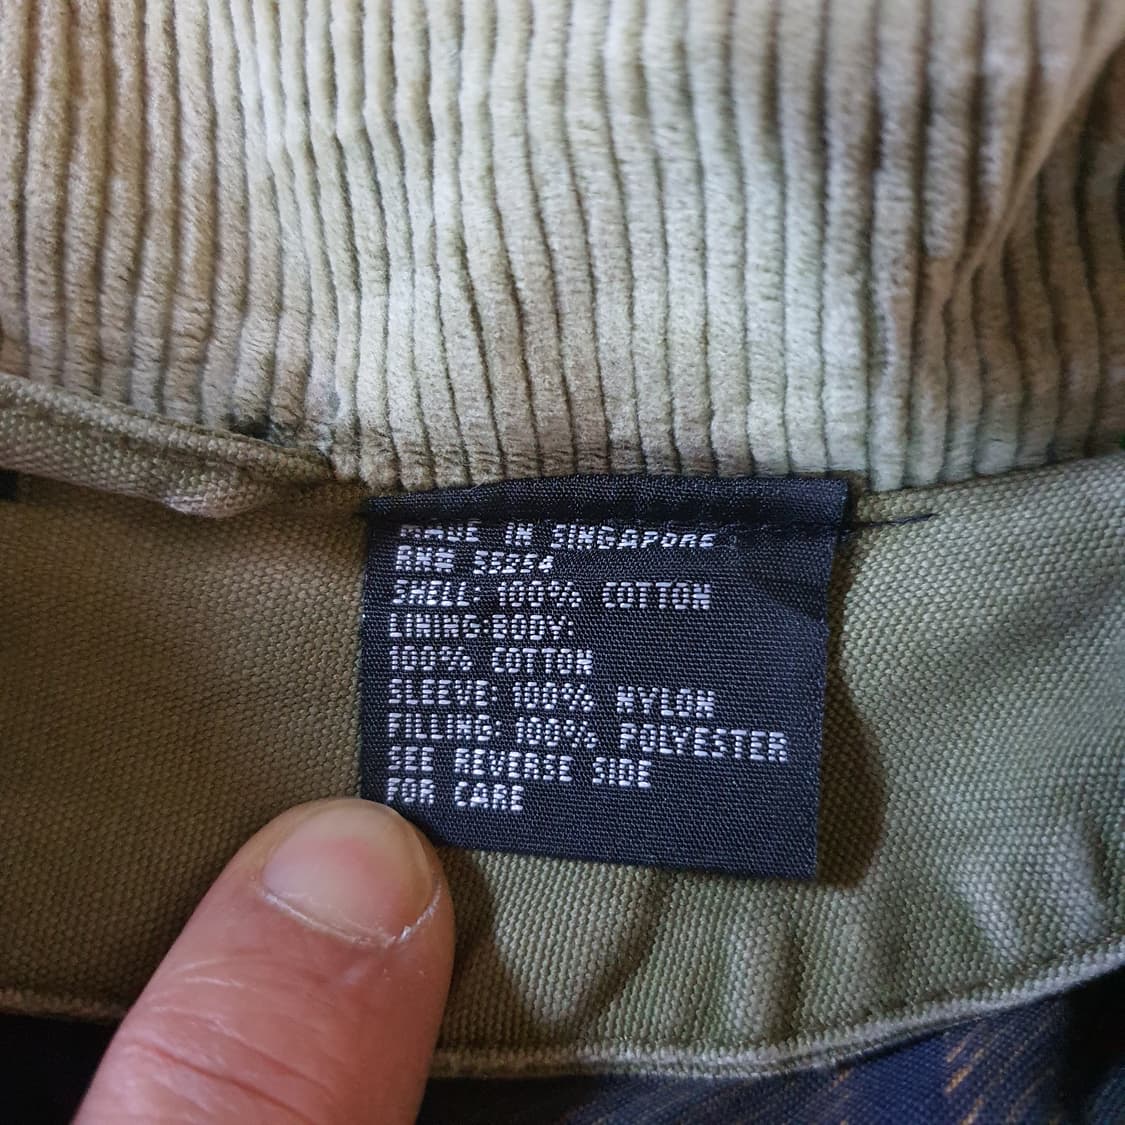 MADE IN SINGAPORE
RN# 55254
SHELL: 100% COTTON
LINING:BODY:
100% COTTON
SLEEVE: 100% NYLON
FILLING: 100% POLYESTER
SEE REVERSE SIDE
FOR CARE